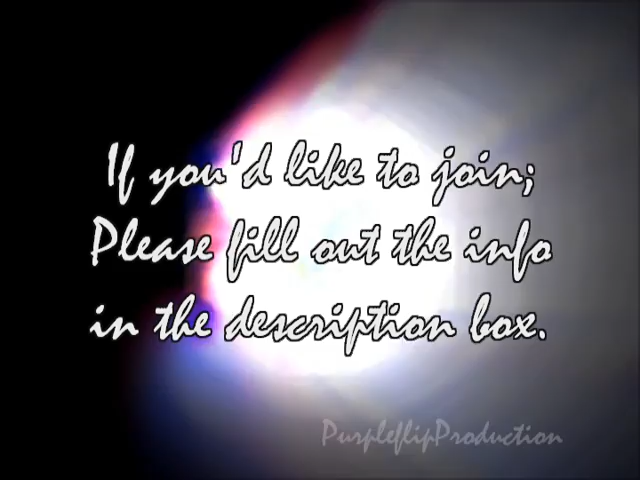 If you'd like to join;
Please fill out the info
in the description box.
PurpleflipProduction